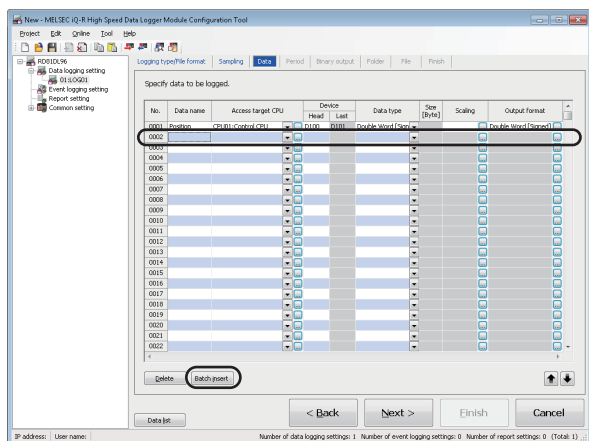 New - MELSEC iQ-R High Speed Data Logger Module Configuration Tool
Project Edit Online Tool Help
RD81DL96
Data logging setting
01:LOG01
Event logging setting
Report setting
Common setting
Logging type/File format Sampling Data Period Binary output Folder File Finish
Specify data to be logged.
No. Data name Access target CPU Device Head Last Data type Size [Byte] Scaling Output format
0001 Position CPU01:Control CPU D100 D101 Double Word [Sign Double Word [Signed]
0002
0003
0004
0005
0006
0007
0008
0009
0010
0011
0012
0013
0014
0015
0016
0017
0018
0019
0020
0021
0022
Delete Batch insert
Data list < Back Next > Finish Cancel
IP address: User name: Number of data logging settings: 1 Number of event logging settings: 0 Number of report settings: 0 (Total: 1)